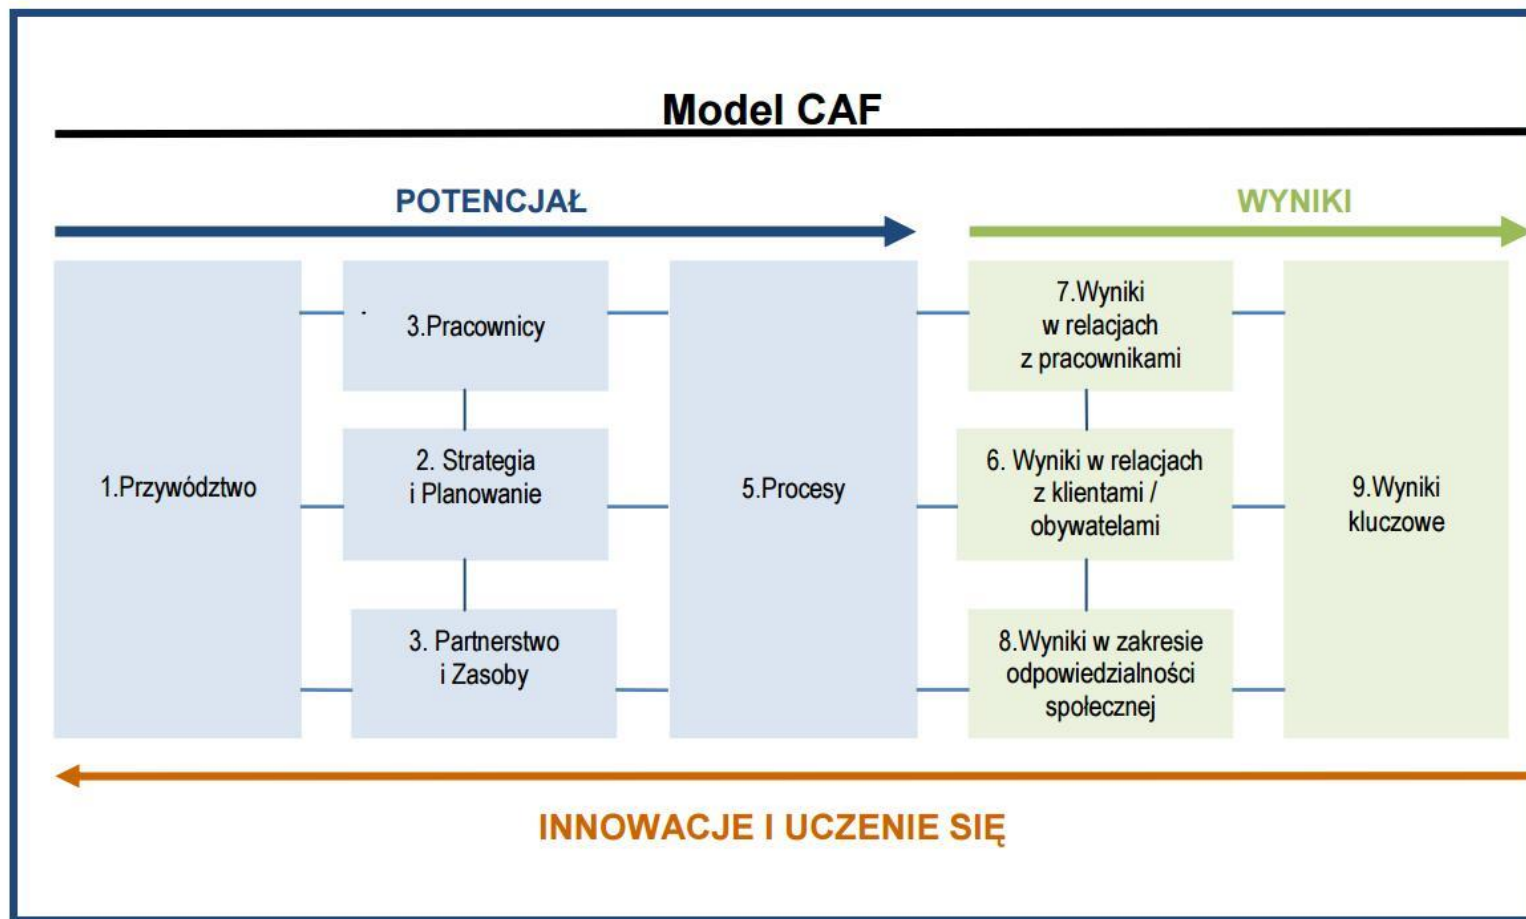 Model CAF
POTENCJAŁ
WYNIKI
1.Przywództwo
3.Pracownicy
2. Strategia
i Planowanie
3. Partnerstwo
i Zasoby
5.Procesy
7.Wyniki
w relacjach
z pracownikami
6. Wyniki w relacjach
z klientami /
obywatelami
8.Wyniki w zakresie
odpowiedzialności
społecznej
9.Wyniki
kluczowe
INNOWACJE I UCZENIE SIĘ